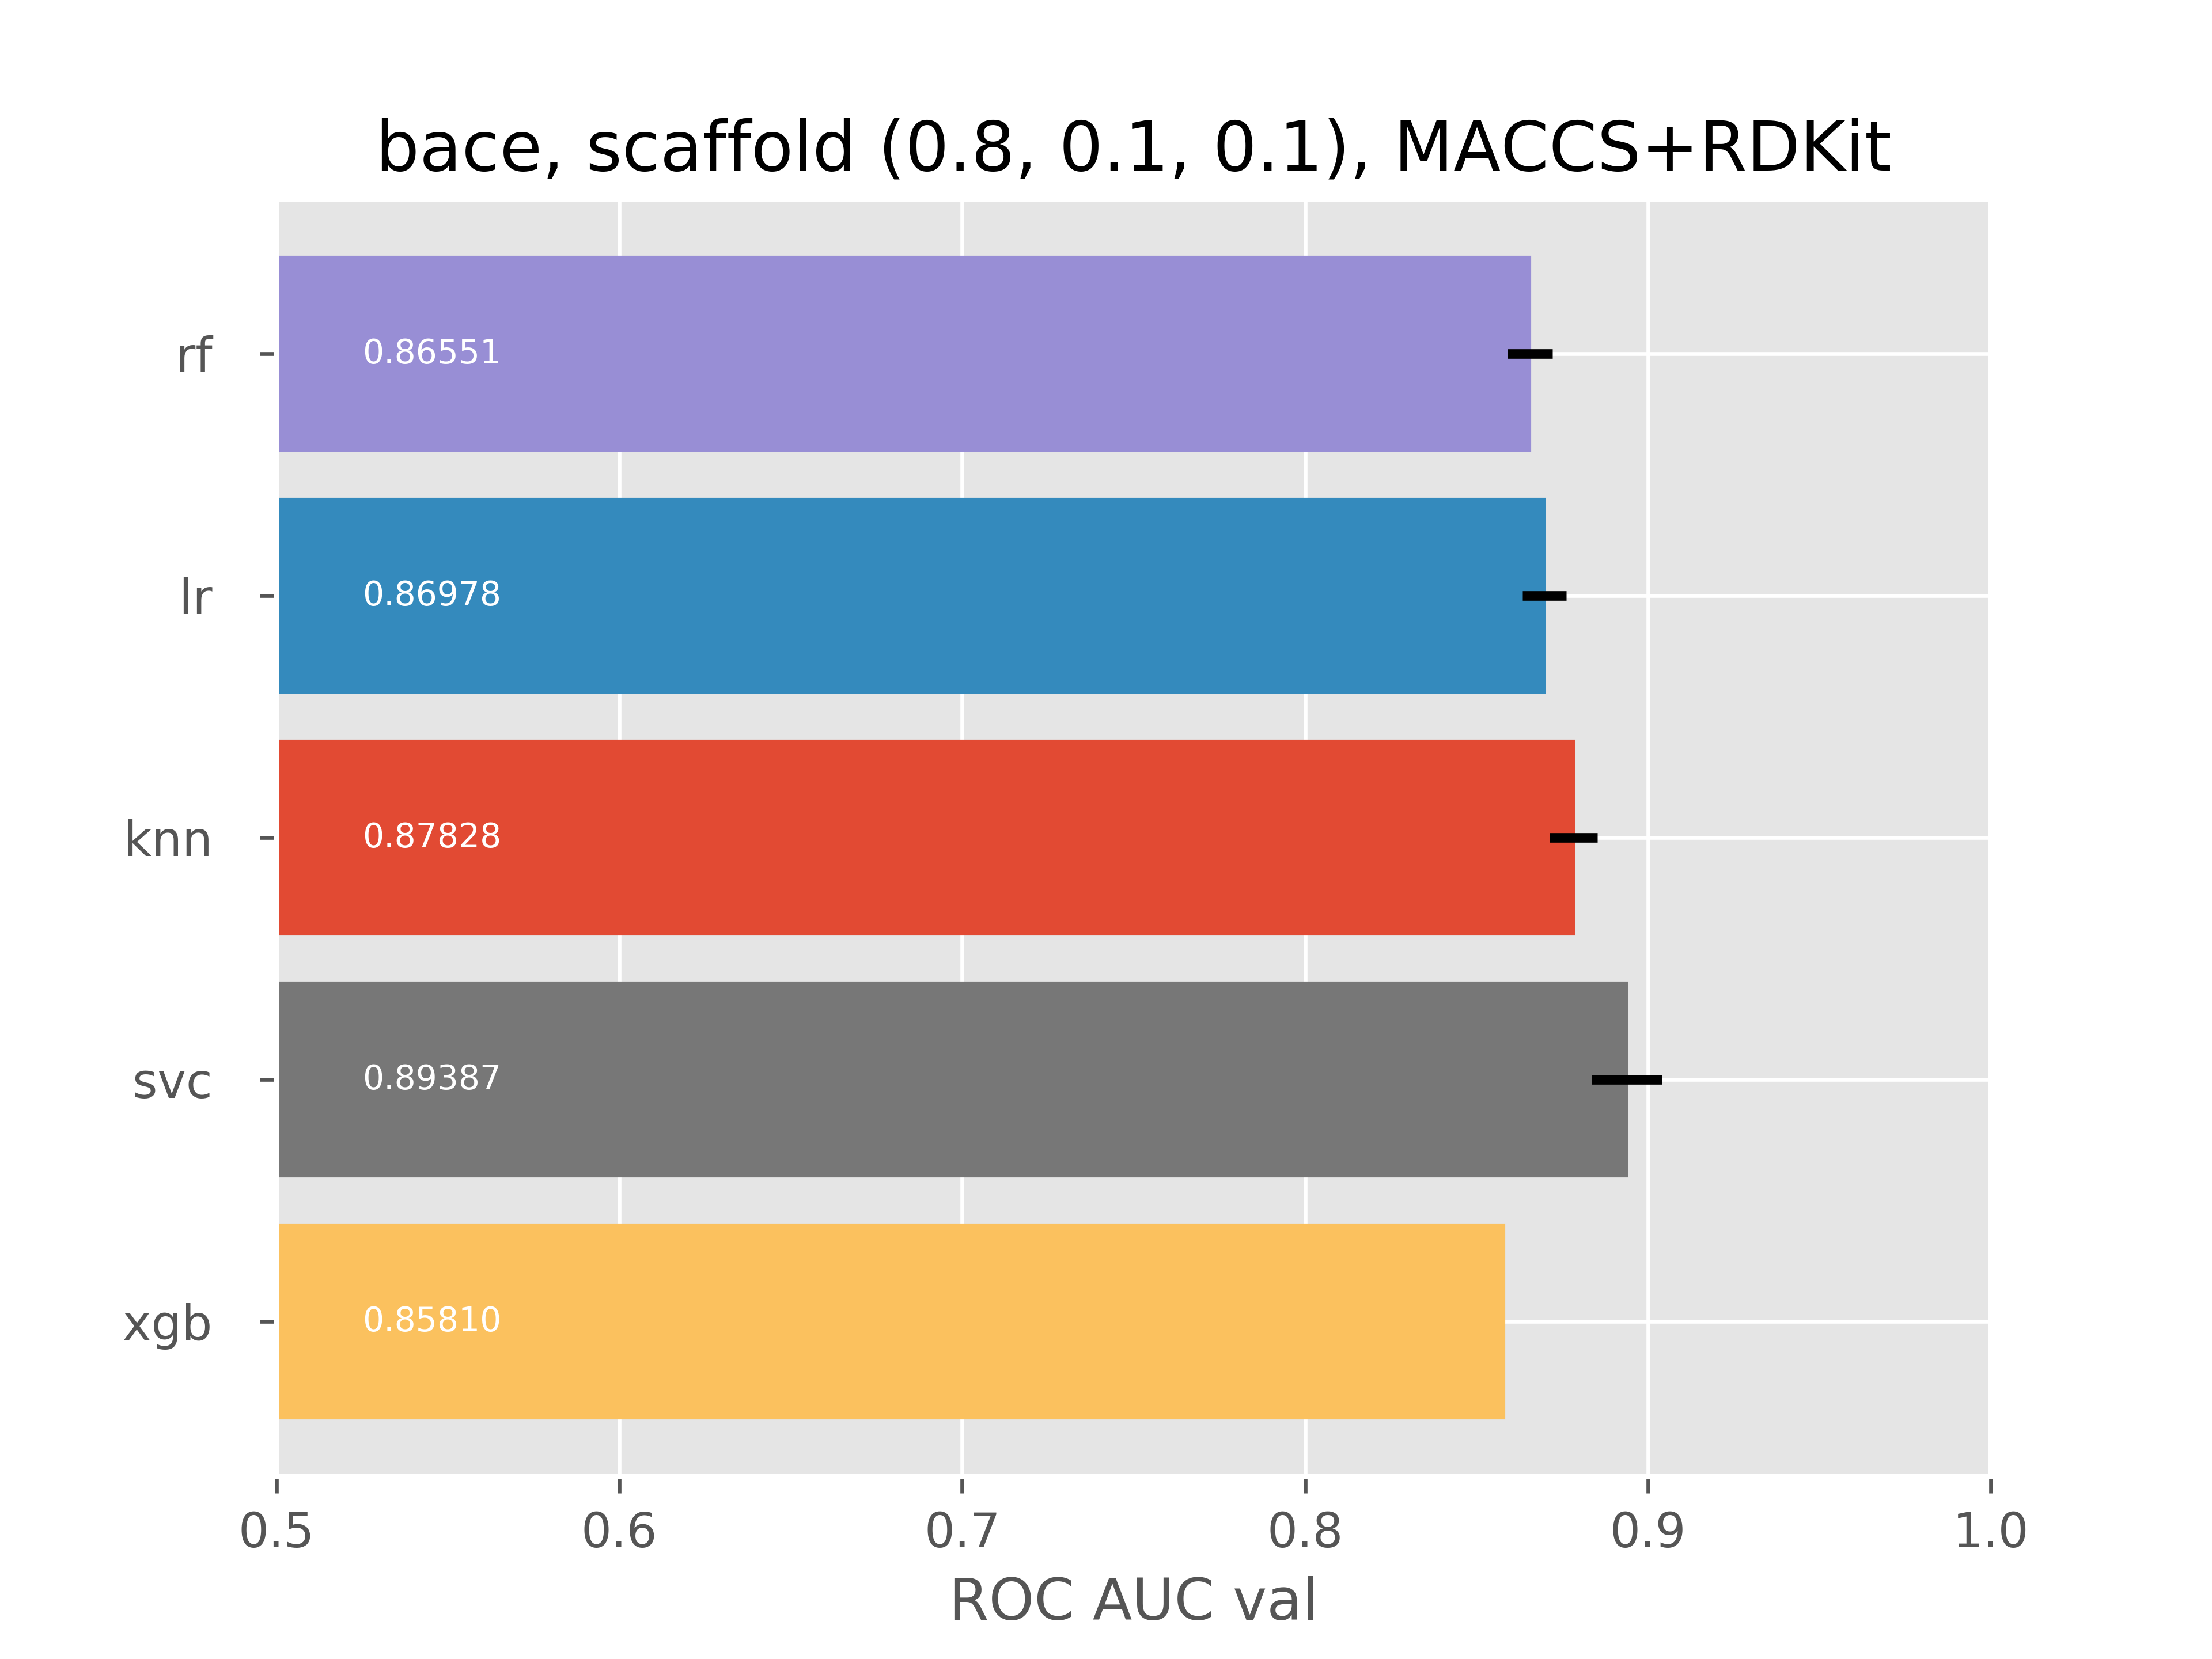 bace, scaffold (0.8, 0.1, 0.1), MACCS+RDKit
rf
0.86551
lr
0.86978
knn
0.87828
svc
0.89387
xgb
0.85810
0.5 0.6 0.7 0.8 0.9 1.0
ROC AUC val